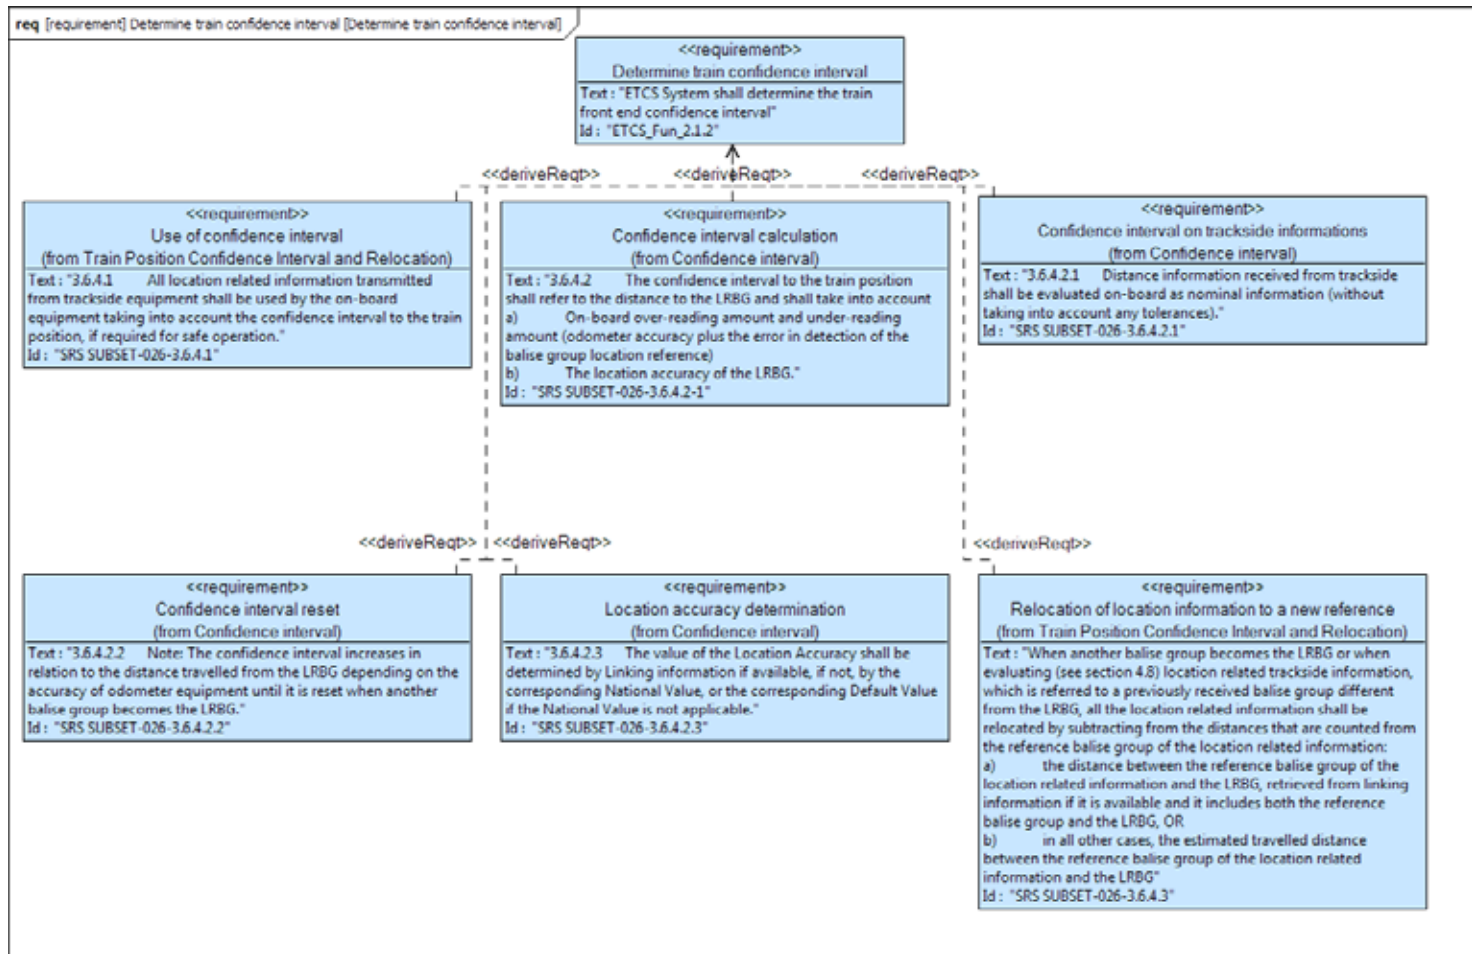 req [requirement] Determine train confidence interval [Determine train confidence interval]
<<requirement>>
Determine train confidence interval
Text : "ETCS System shall determine the train
front end confidence interval"
Id : "ETCS_Fun_2.1.2"
<<deriveReqt>>
<<deriveReqt>>
<<deriveReqt>>
<<requirement>>
Use of confidence interval
(from Train Position Confidence Interval and Relocation)
Text : "3.6.4.1 All location related information transmitted
from trackside equipment shall be used by the on-board
equipment taking into account the confidence interval to the train
position, if required for safe operation."
Id : "SRS SUBSET-026-3.6.4.1"
<<requirement>>
Confidence interval calculation
(from Confidence interval)
Text : "3.6.4.2 The confidence interval to the train position
shall refer to the distance to the LRBG and shall take into account
a) On-board over-reading amount and under-reading
amount (odometer accuracy plus the error in detection of the
balise group location reference)
b) The location accuracy of the LRBG."
Id : "SRS SUBSET-026-3.6.4.2-1"
<<requirement>>
Confidence interval on trackside informations
(from Confidence interval)
Text : "3.6.4.2.1 Distance information received from trackside
shall be evaluated on-board as nominal information (without
taking into account any tolerances)."
Id : "SRS SUBSET-026-3.6.4.2.1"
<<deriveReqt>>
<<deriveReqt>>
<<deriveReqt>>
<<requirement>>
Confidence interval reset
(from Confidence interval)
Text : "3.6.4.2.2 Note: The confidence interval increases in
relation to the distance travelled from the LRBG depending on the
accuracy of odometer equipment until it is reset when another
balise group becomes the LRBG."
Id : "SRS SUBSET-026-3.6.4.2.2"
<<requirement>>
Location accuracy determination
(from Confidence interval)
Text : "3.6.4.2.3 The value of the Location Accuracy shall be
determined by Linking information if available, if not, by the
corresponding National Value, or the corresponding Default Value
if the National Value is not applicable."
Id : "SRS SUBSET-026-3.6.4.2.3"
<<requirement>>
Relocation of location information to a new reference
(from Train Position Confidence Interval and Relocation)
Text : "When another balise group becomes the LRBG or when
evaluating (see section 4.8) location related trackside information,
which is referred to a previously received balise group different
from the LRBG, all the location related information shall be
relocated by subtracting from the distances that are counted from
the reference balise group of the location related information:
a) the distance between the reference balise group of the
location related information and the LRBG, retrieved from linking
information if it is available and it includes both the reference
balise group and the LRBG, OR
b) in all other cases, the estimated travelled distance
between the reference balise group of the location related
information and the LRBG"
Id : "SRS SUBSET-026-3.6.4.3"